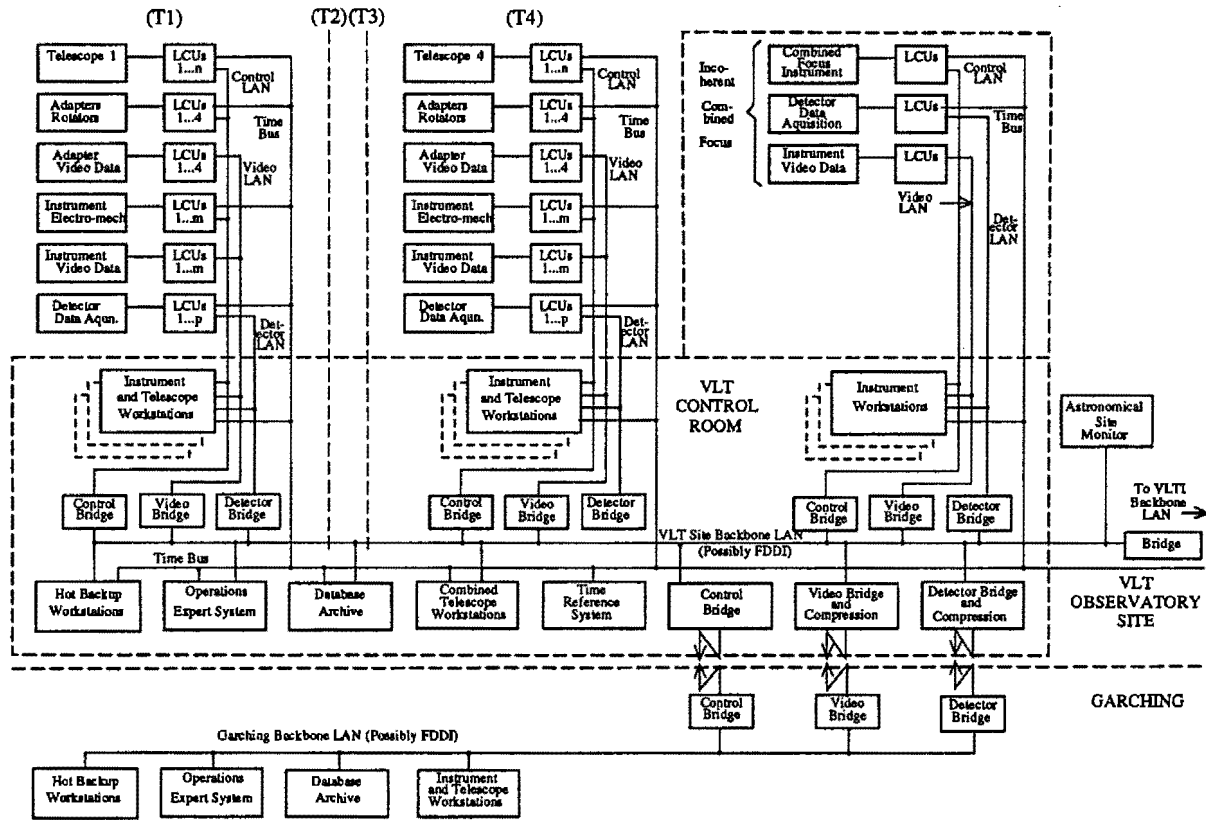 (T1)
(T2)(T3)
(T4)
Telescope 1
LCUs
1...n
Control
LAN
Adapters
Rotators
LCUs
1...4
Time
Bus
Adapter
Video Data
LCUs
1...4
Video
LAN
Instrument
Electro-mech
LCUs
1...m
Instrument
Video Data
LCUs
1...m
Detector
Data Aqun.
LCUs
1...p
Det-
ector
LAN
Telescope 4
LCUs
1...n
Control
LAN
Adapters
Rotators
LCUs
1...4
Time
Bus
Adapter
Video Data
LCUs
1...4
Video
LAN
Instrument
Electro-mech
LCUs
1...m
Instrument
Video Data
LCUs
1...m
Detector
Data Aqun.
LCUs
1...p
Det-
ector
LAN
Inco-
herent
Com-
bined
Focus
Combined
Focus
Instrument
LCUs
Control
LAN
Detector
Data
Aquisition
LCUs
Time
Bus
Instrument
Video Data
LCUs
Video
LAN
Det-
ector
LAN
Instrument
and Telescope
Workstations
Instrument
and Telescope
Workstations
VLT
CONTROL
ROOM
Instrument
Workstations
Astronomical
Site
Monitor
Control
Bridge
Video
Bridge
Detector
Bridge
Control
Bridge
Video
Bridge
Detector
Bridge
Control
Bridge
Video
Bridge
Detector
Bridge
To VLTI
Backbone
LAN
Bridge
VLT Site Backbone LAN
(Possibly FDDI)
Time Bus
Hot Backup
Workstations
Operations
Expert System
Database
Archive
Combined
Telescope
Workstations
Time
Reference
System
Control
Bridge
Video Bridge
and
Compression
Detector Bridge
and
Compression
VLT
OBSERVATORY
SITE
GARCHING
Control
Bridge
Video
Bridge
Detector
Bridge
Garching Backbone LAN (Possibly FDDI)
Hot Backup
Workstations
Operations
Expert System
Database
Archive
Instrument
and Telescope
Workstations